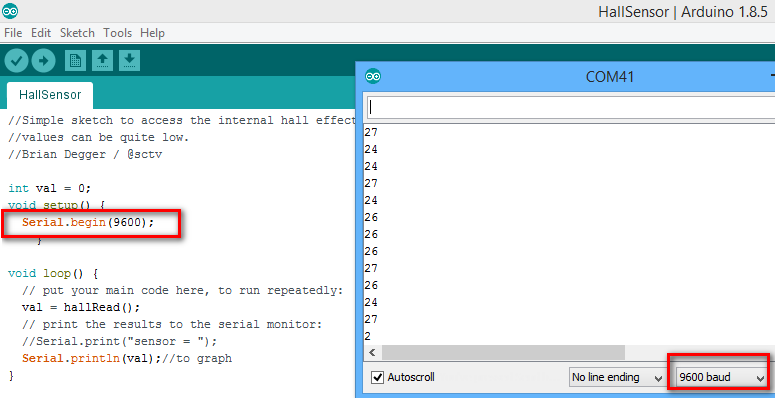 HallSensor | Arduino 1.8.5
File Edit Sketch Tools Help
HallSensor
//Simple sketch to access the internal hall effect
//values can be quite low.
//Brian Degger / @sctv
int val = 0;
void setup() {
Serial.begin(9600);
}
void loop() {
// put your main code here, to run repeatedly:
val = hallRead();
// print the results to the serial monitor:
//Serial.print("sensor = ");
Serial.println(val);//to graph
}
COM41
27
24
24
27
24
26
26
26
27
26
24
27
2
Autoscroll
No line ending
9600 baud